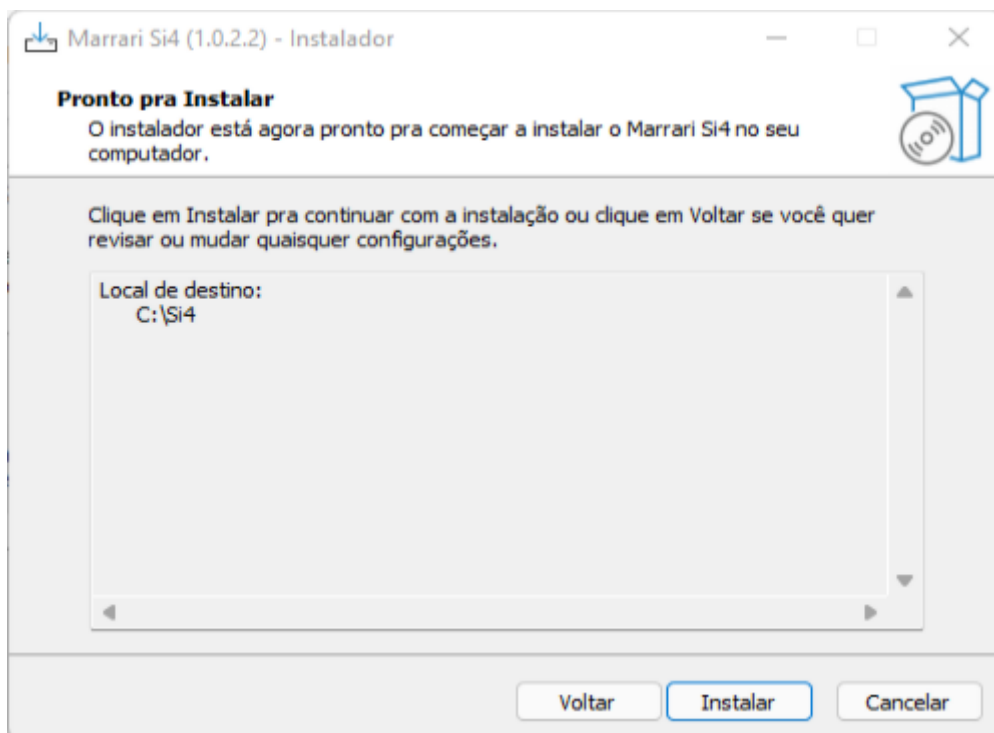 Marrari Si4 (1.0.2.2) - Instalador
Pronto pra Instalar
O instalador está agora pronto pra começar a instalar o Marrari Si4 no seu
computador.
Clique em Instalar pra continuar com a instalação ou clique em Voltar se você quer
revisar ou mudar quaisquer configurações.
Local de destino:
C:\Si4
Voltar
Instalar
Cancelar